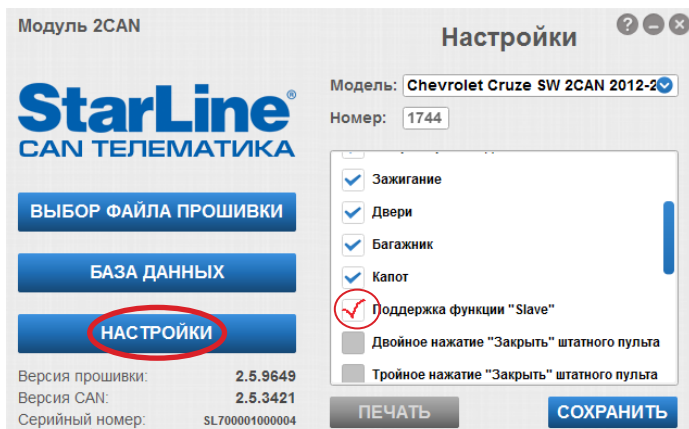 Модуль 2CAN
StarLine®
CAN ТЕЛЕМАТИКА
ВЫБОР ФАЙЛА ПРОШИВКИ
БАЗА ДАННЫХ
НАСТРОЙКИ
Версия прошивки: 2.5.9649
Версия CAN: 2.5.3421
Серийный номер: SL700001000004
Настройки
Модель: Chevrolet Cruze SW 2CAN 2012-2
Номер: 1744
Зажигание
Двери
Багажник
Капот
Поддержка функции "Slave"
Двойное нажатие "Закрыть" штатного пульта
Тройное нажатие "Закрыть" штатного пульта
ПЕЧАТЬ
СОХРАНИТЬ